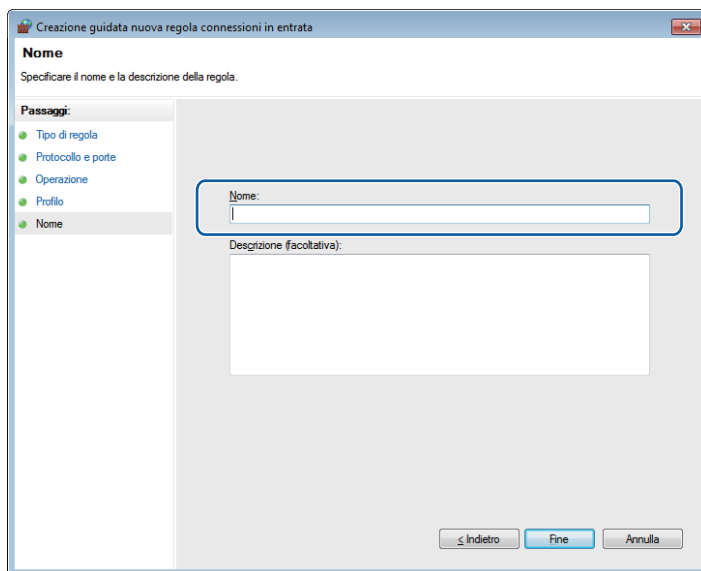 Creazione guidata nuova regola connessioni in entrata
Nome
Specificare il nome e la descrizione della regola.
Passaggi:
Tipo di regola
Protocollo e porte
Operazione
Profilo
Nome
Nome:
Descrizione (facoltativa):
< Indietro
Fine
Annulla